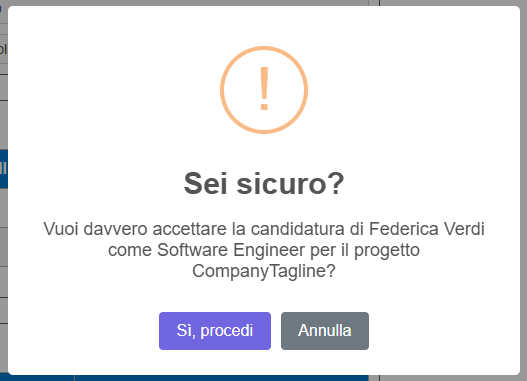 !
Sei sicuro?
Vuoi davvero accettare la candidatura di Federica Verdi
come Software Engineer per il progetto
CompanyTagline?
Sì, procedi
Annulla